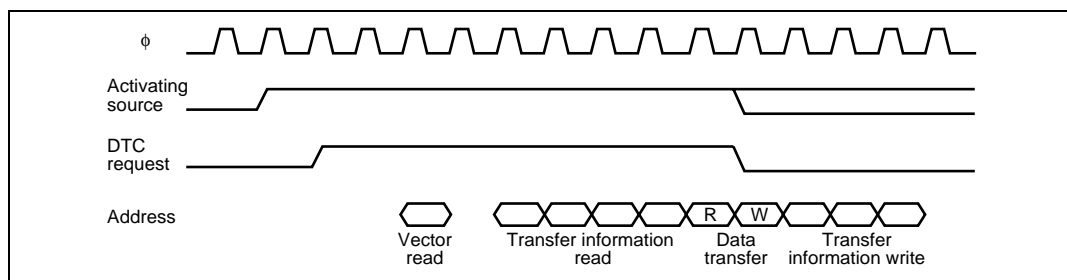 ϕ
Activating
source
DTC
request
Address
R W
Vector
read
Transfer information
read
Data
transfer
Transfer
information write